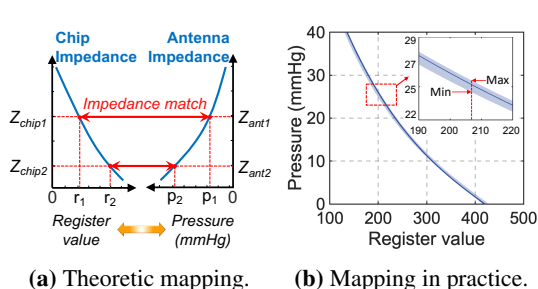 Chip
Impedance
Antenna
Impedance
Impedance match
Z_chip1
Z_ant1
Z_chip2
Z_ant2
0 r_1 r_2 p_2 p_1 0
Register
value
Pressure
(mmHg)
(a) Theoretic mapping.
Pressure (mmHg)
40
30
20
10
0
100 200 300 400 500
Register value
29
27
25
23
22
190 200 210 220
Max
Min
(b) Mapping in practice.